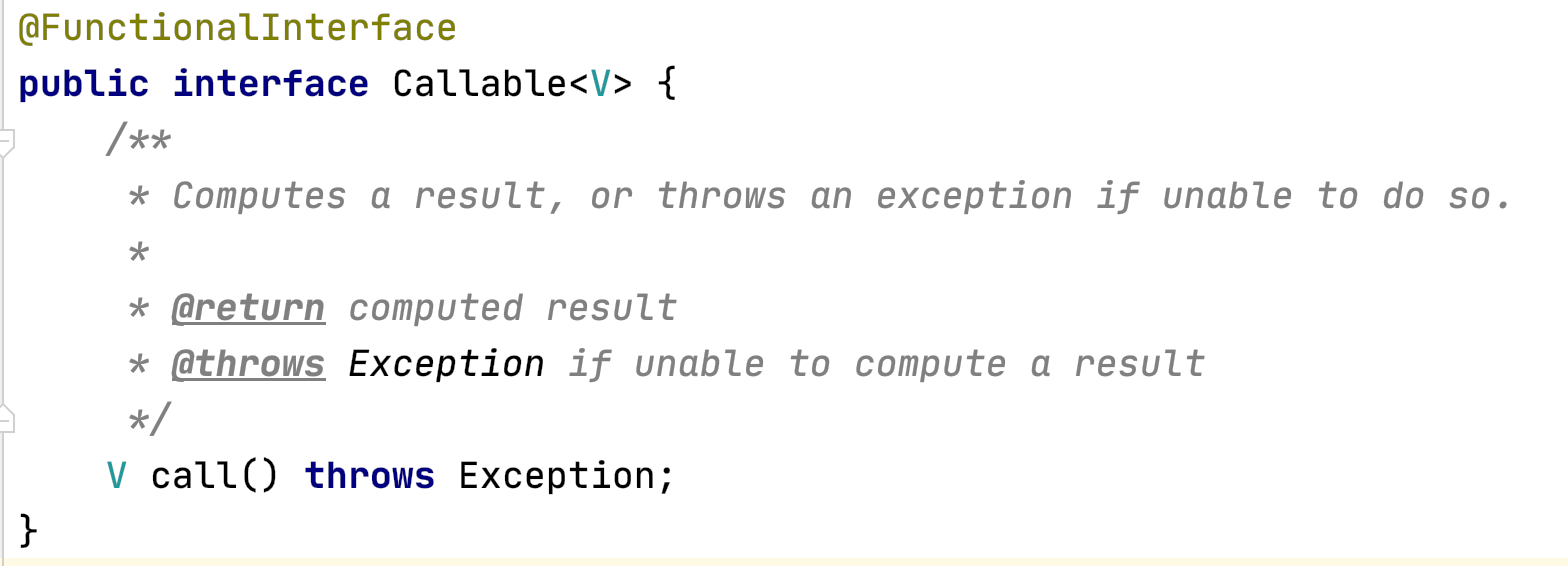 @FunctionalInterface
public interface Callable<V> {
/**
* Computes a result, or throws an exception if unable to do so.
*
* @return computed result
* @throws Exception if unable to compute a result
*/
V call() throws Exception;
}